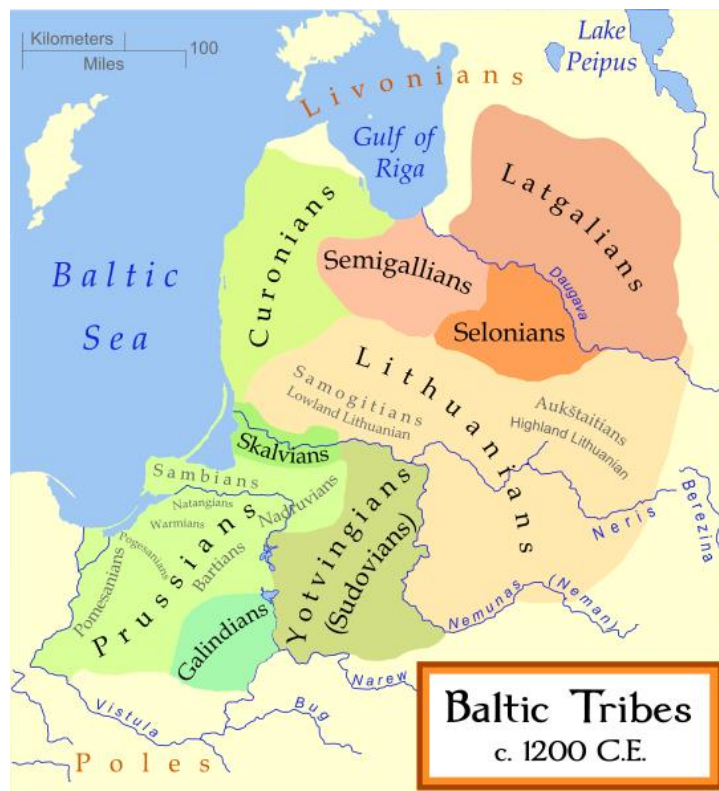 Kilometers
100
Miles
Lake
Peipus
Livonians
Gulf of
Riga
Latgalians
Curonians
Semigallians
Daugava
Baltic
Sea
Selonians
Lithuanians
Samogitians
Lowland Lithuanian
Aukštaitians
Highland Lithuanian
Skalvians
Sambians
Natangians
Nadruvians
Warmians
Pogesanians
Bartians
Pomesanians
Prussians
Yotvingians
(Sudovians)
Galindians
Neris
Berezina
Nemunas
(Neman)
Narew
Bug
Vistula
Poles
Baltic Tribes
c. 1200 C.E.